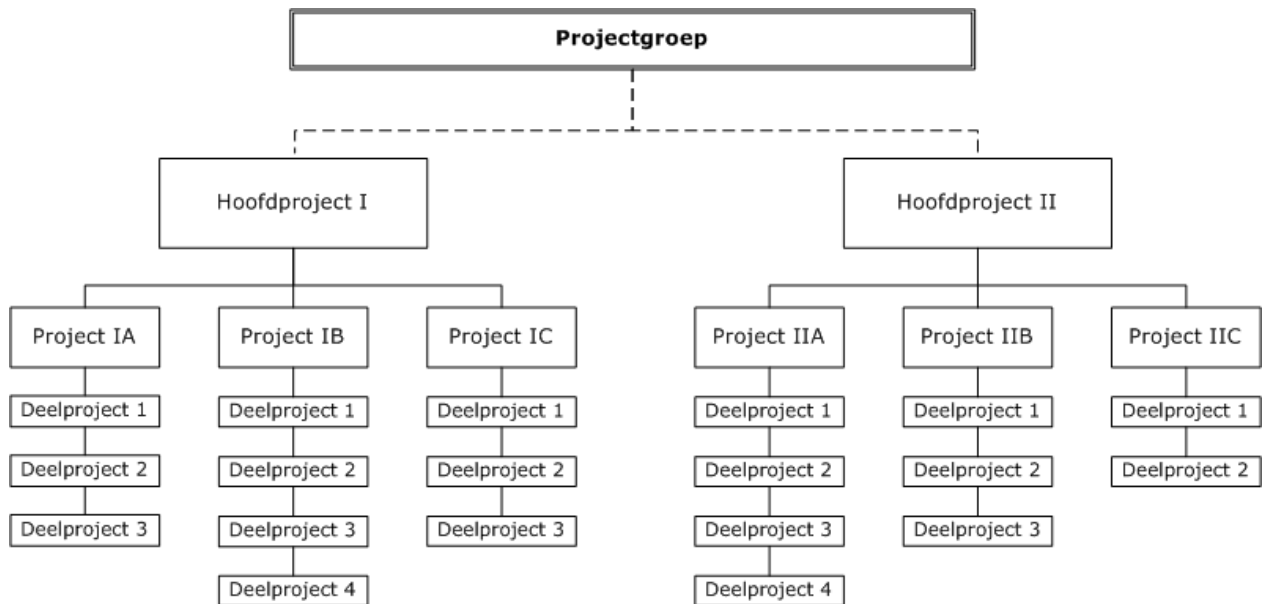 Projectgroep
Hoofdproject I
Hoofdproject II
Project IA
Project IB
Project IC
Project IIA
Project IIB
Project IIC
Deelproject 1
Deelproject 1
Deelproject 1
Deelproject 1
Deelproject 1
Deelproject 1
Deelproject 2
Deelproject 2
Deelproject 2
Deelproject 2
Deelproject 2
Deelproject 2
Deelproject 3
Deelproject 3
Deelproject 3
Deelproject 3
Deelproject 3
Deelproject 4
Deelproject 4